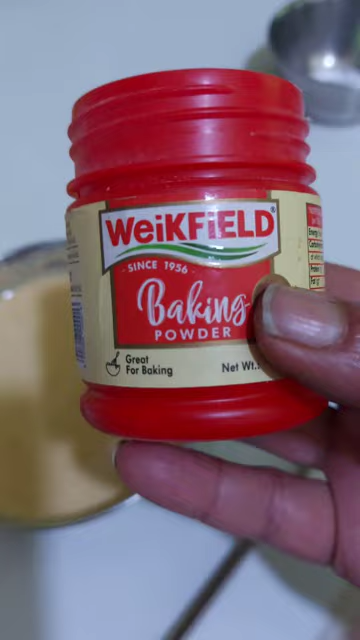 WeiKFiELD®
SINCE 1956
Baking
POWDER
Great
For Baking
Net Wt.